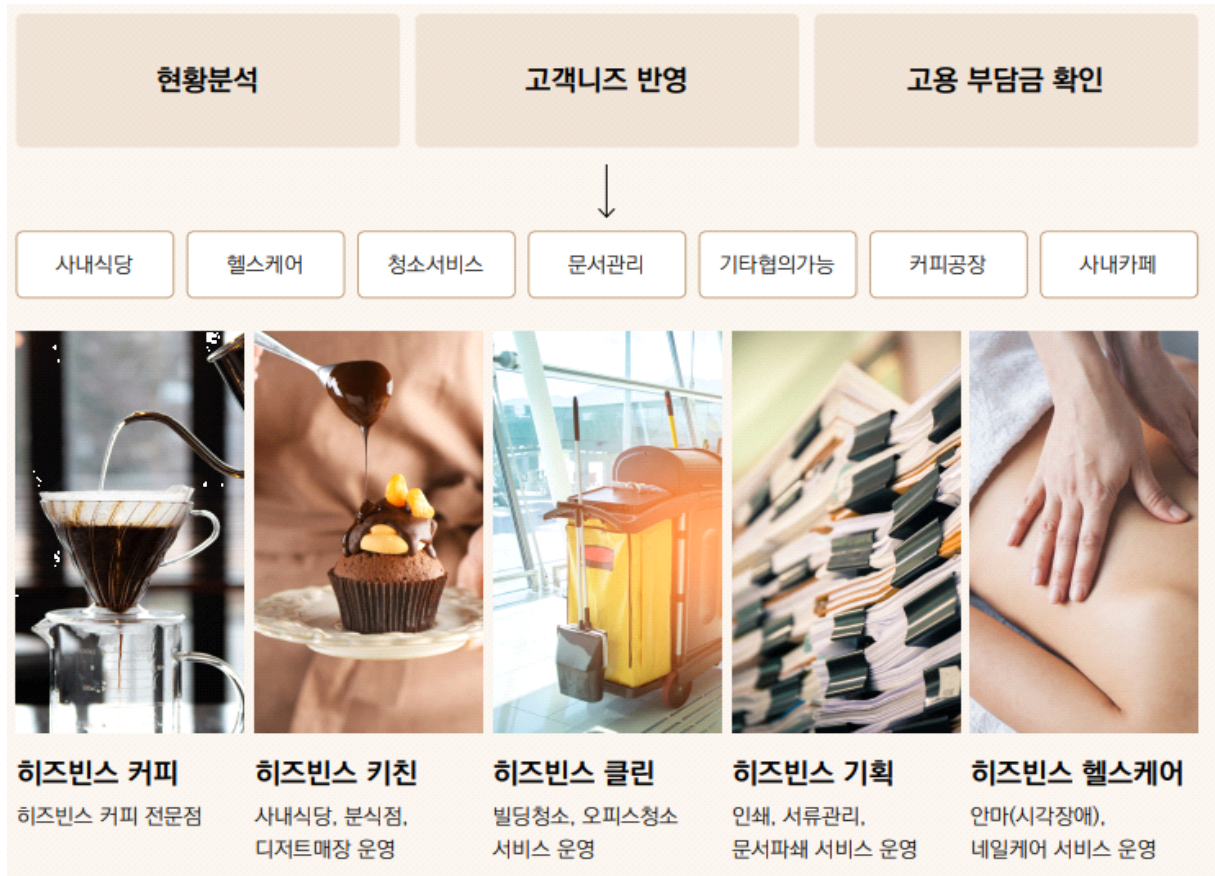 현황분석
고객니즈 반영
고용 부담금 확인
사내식당
헬스케어
청소서비스
문서관리
기타협의가능
커피공장
사내카페
히즈빈스 커피
히즈빈스 커피 전문점
히즈빈스 키친
사내식당, 분식점,
디저트매장 운영
히즈빈스 클린
빌딩청소, 오피스청소
서비스 운영
히즈빈스 기획
인쇄, 서류관리,
문서파쇄 서비스 운영
히즈빈스 헬스케어
안마(시각장애),
네일케어 서비스 운영